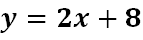 y = 2x + 8